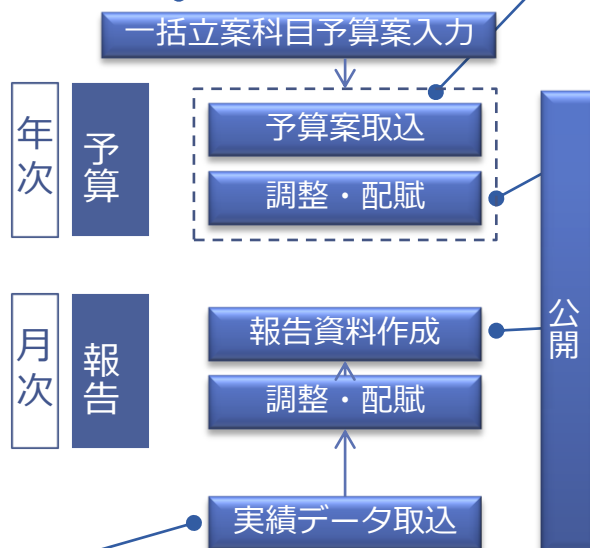 一括立案科目予算案入力
年次
予算
予算案取込
調整・配賦
月次
報告
報告資料作成
調整・配賦
公開
実績データ取込